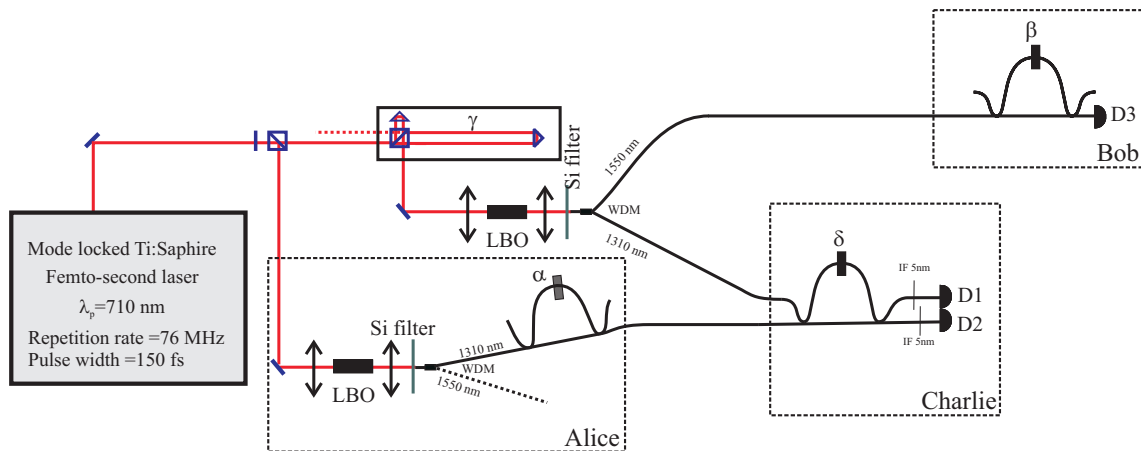 Mode locked Ti:Saphire
Femto-second laser
λp=710 nm
Repetition rate =76 MHz
Pulse width =150 fs
γ
Si filter
LBO
WDM
1550 nm
1310 nm
β
D3
Bob
δ
IF 5nm
D1
D2
IF 5nm
Charlie
α
Si filter
LBO
1310 nm
WDM
1550 nm
Alice